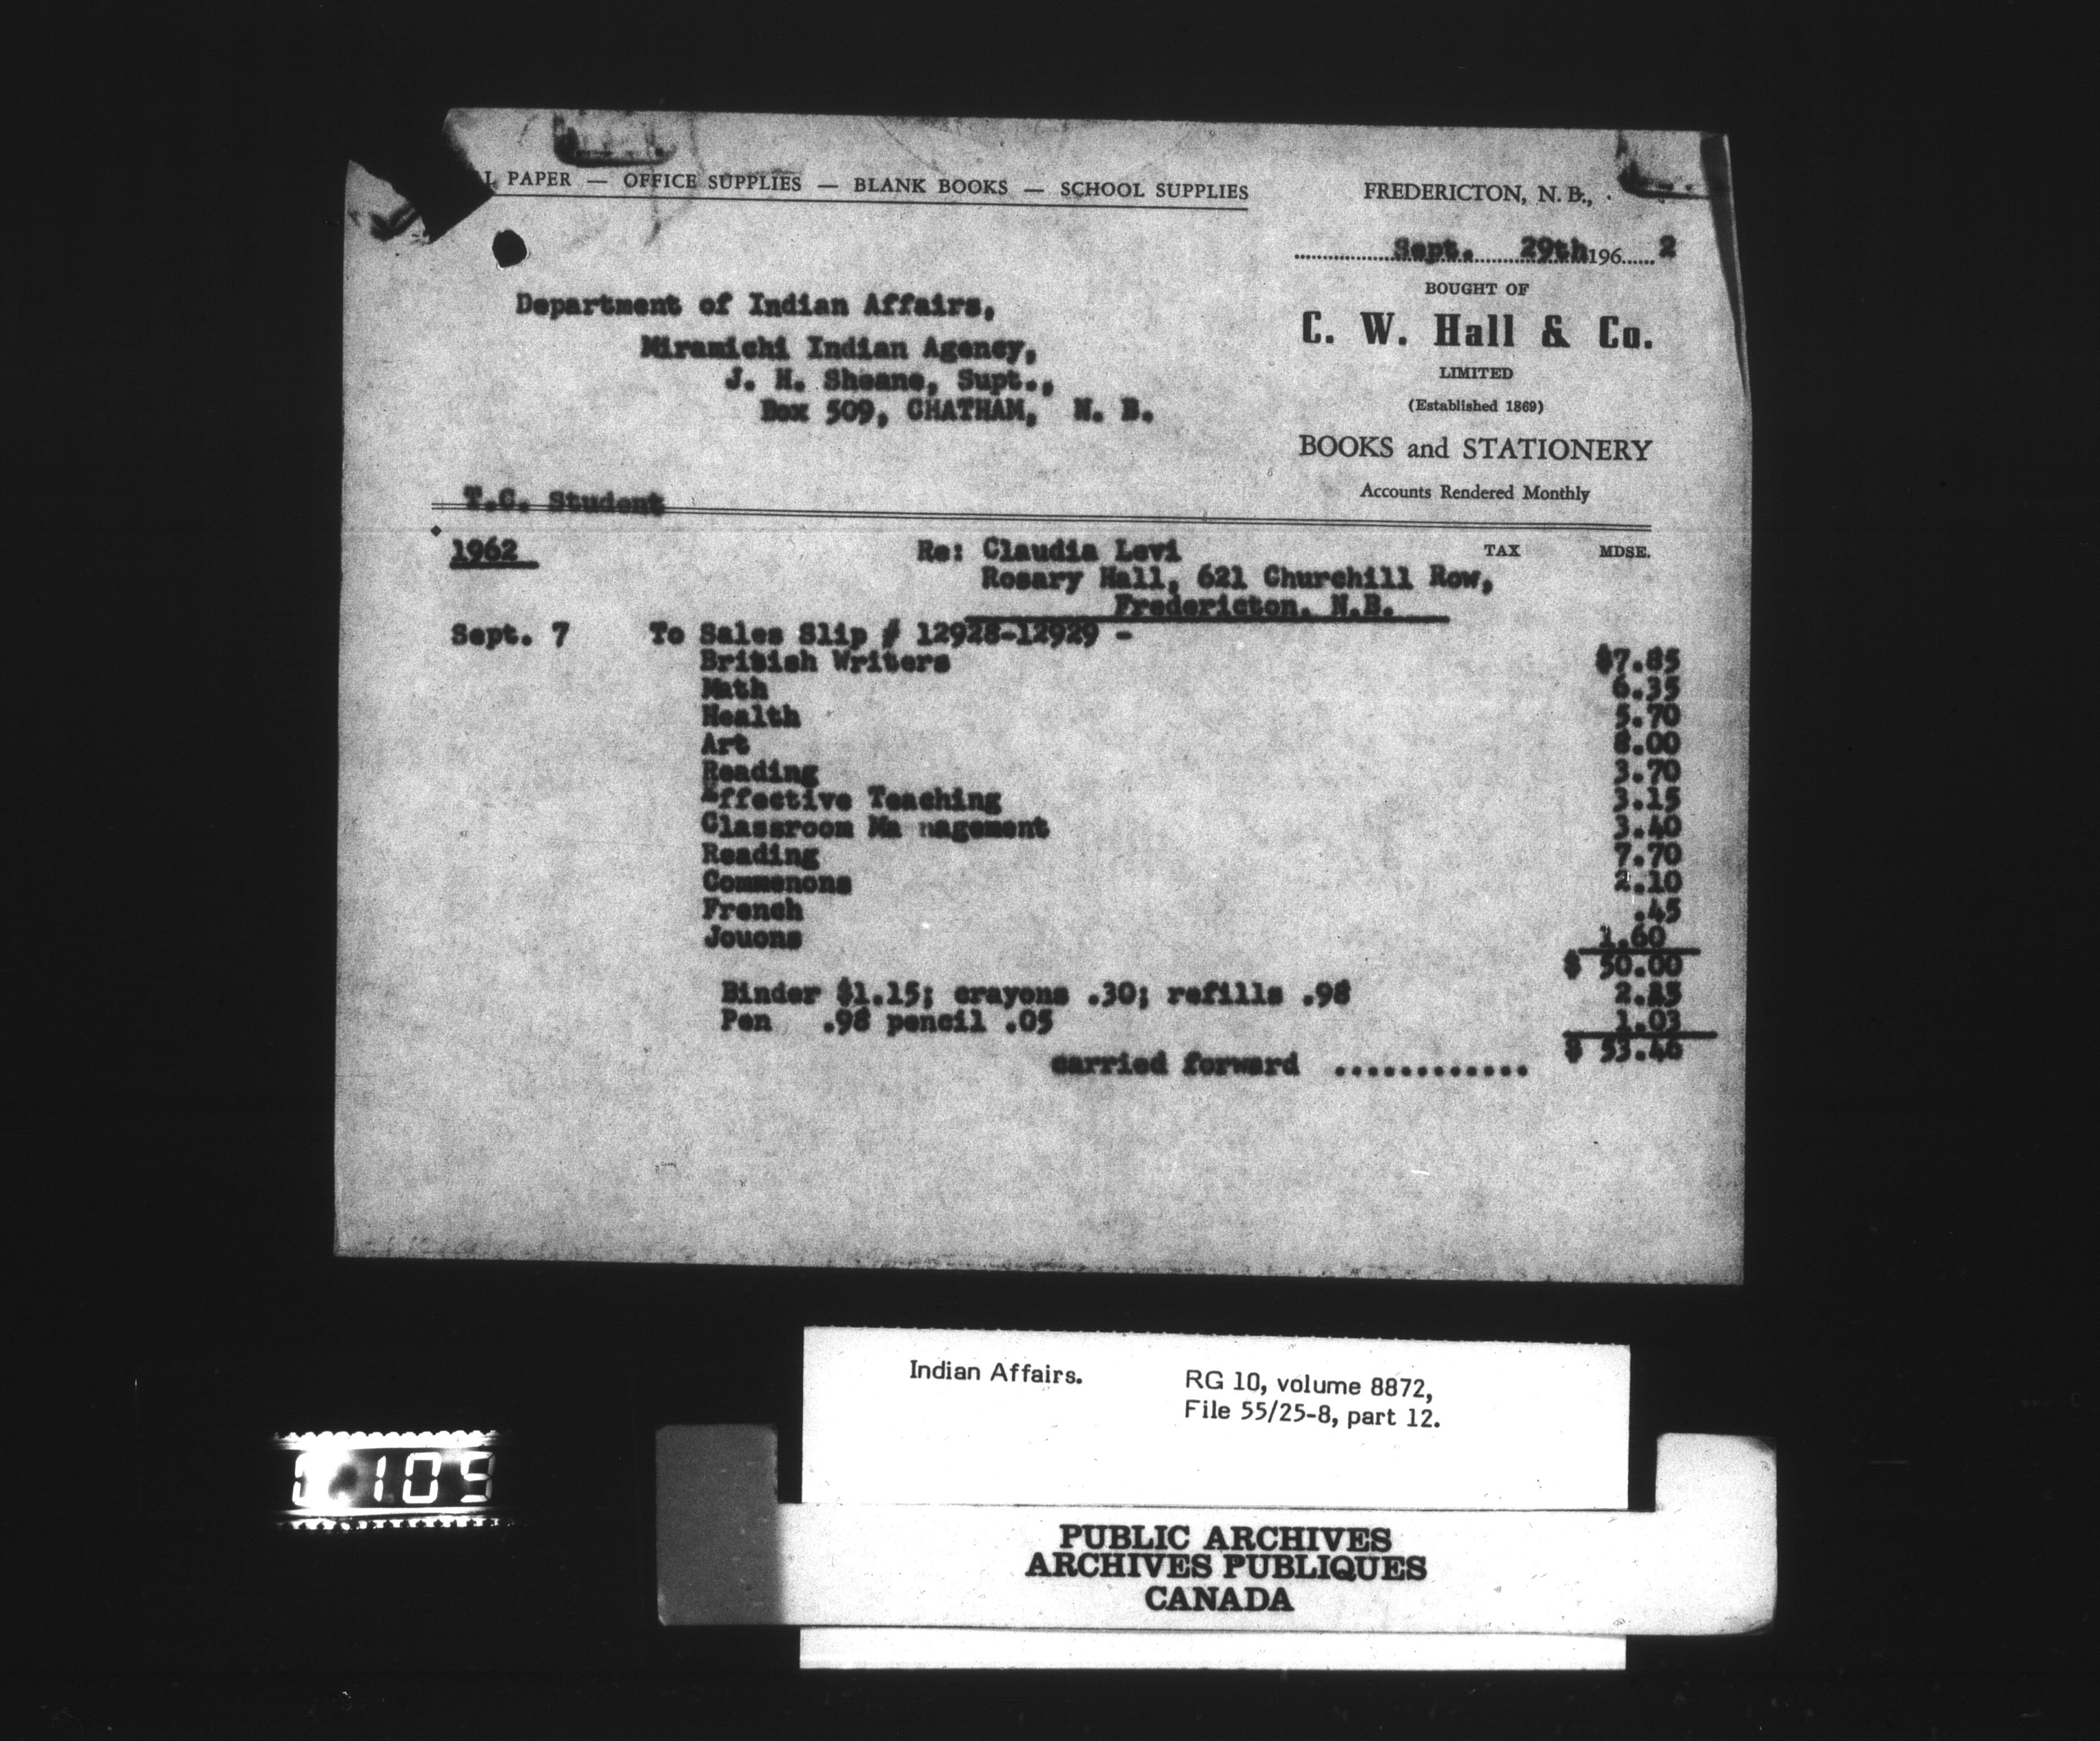 L PAPER — OFFICE SUPPLIES — BLANK BOOKS — SCHOOL SUPPLIES
FREDERICTON, N. B.,
Sept. 29th 196 2
BOUGHT OF
C. W. Hall & Co.
LIMITED
(Established 1869)
BOOKS and STATIONERY
Accounts Rendered Monthly
Department of Indian Affairs,
Miramichi Indian Agency,
J. H. Sheane, Supt.,
Box 509, CHATHAM, N. B.
T.C. Student
1962 Re: Claudia Levi TAX MDSE.
Rosary Hall, 621 Churchill Row,
Fredericton, N.B.
Sept. 7 To Sales Slip # 12928-12929 -
British Writers $7.85
Math 6.35
Health 5.70
Art 8.00
Reading 3.70
Effective Teaching 3.15
Classroom Ma nagement 3.40
Reading 7.70
Commenons 2.10
French .45
Jouons 1.60
$ 50.00
Binder $1.15; crayons .30; refills .98
Pen .98 pencil .05 1.03
carried forward ............ $ 53.46
Indian Affairs. RG 10, volume 8872,
File 55/25-8, part 12.
105
PUBLIC ARCHIVES
ARCHIVES PUBLIQUES
CANADA